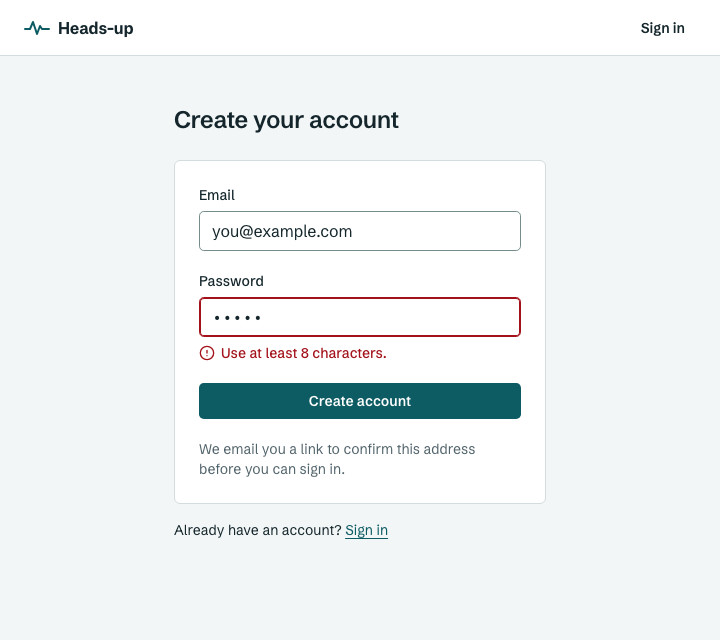 Heads-up
Sign in
Create your account
Email
you@example.com
Password
•••••
Use at least 8 characters.
Create account
We email you a link to confirm this address
before you can sign in.
Already have an account? Sign in